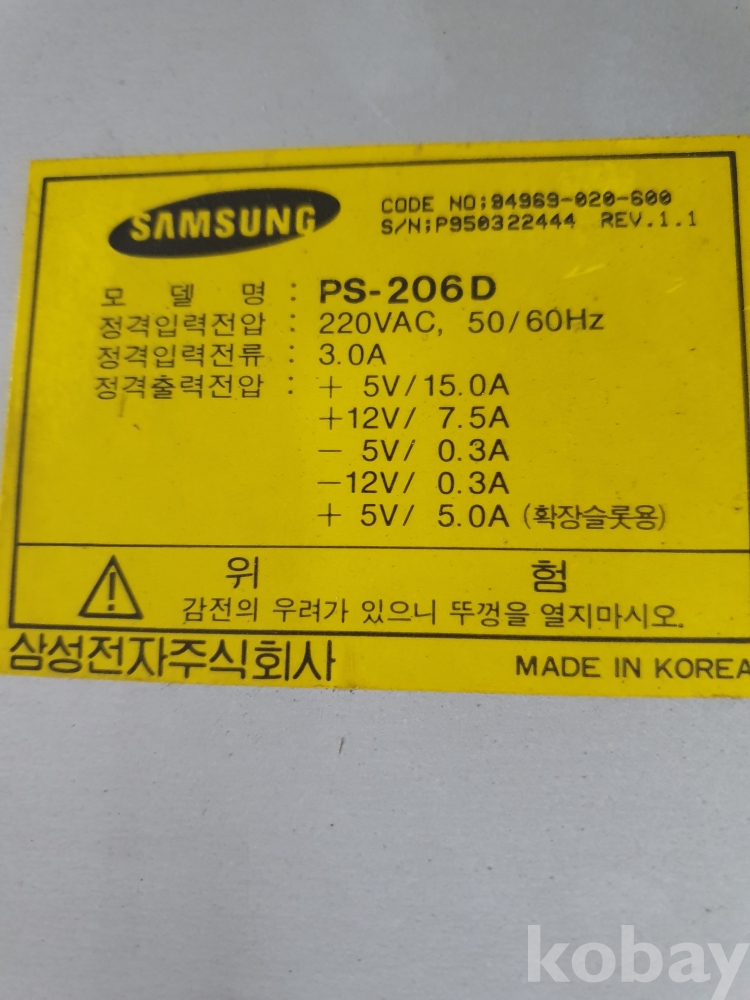 SAMSUNG
CODE NO:94969-020-600
S/N:P950322444 REV.1.1
모 델 명 : PS-206D
정격입력전압 : 220VAC, 50/60Hz
정격입력전류 : 3.0A
정격출력전압 : + 5V/15.0A
+12V/ 7.5A
− 5V/ 0.3A
−12V/ 0.3A
+ 5V/ 5.0A (확장슬롯용)
위 험
감전의 우려가 있으니 뚜껑을 열지마시오.
삼성전자주식회사 MADE IN KOREA
kobay